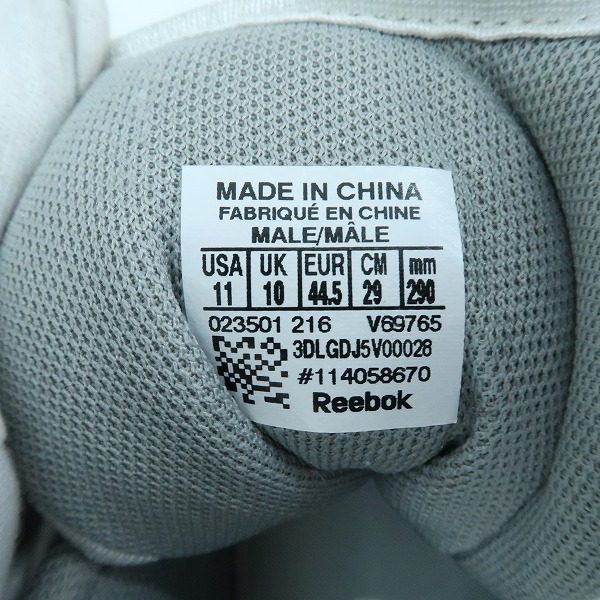 MADE IN CHINA
FABRIQUÉ EN CHINE
MALE/MÂLE
USA UK EUR CM mm
11 10 44.5 29 290
023501 216 V69765
3DLGDJ5V00028
#114058670
Reebok